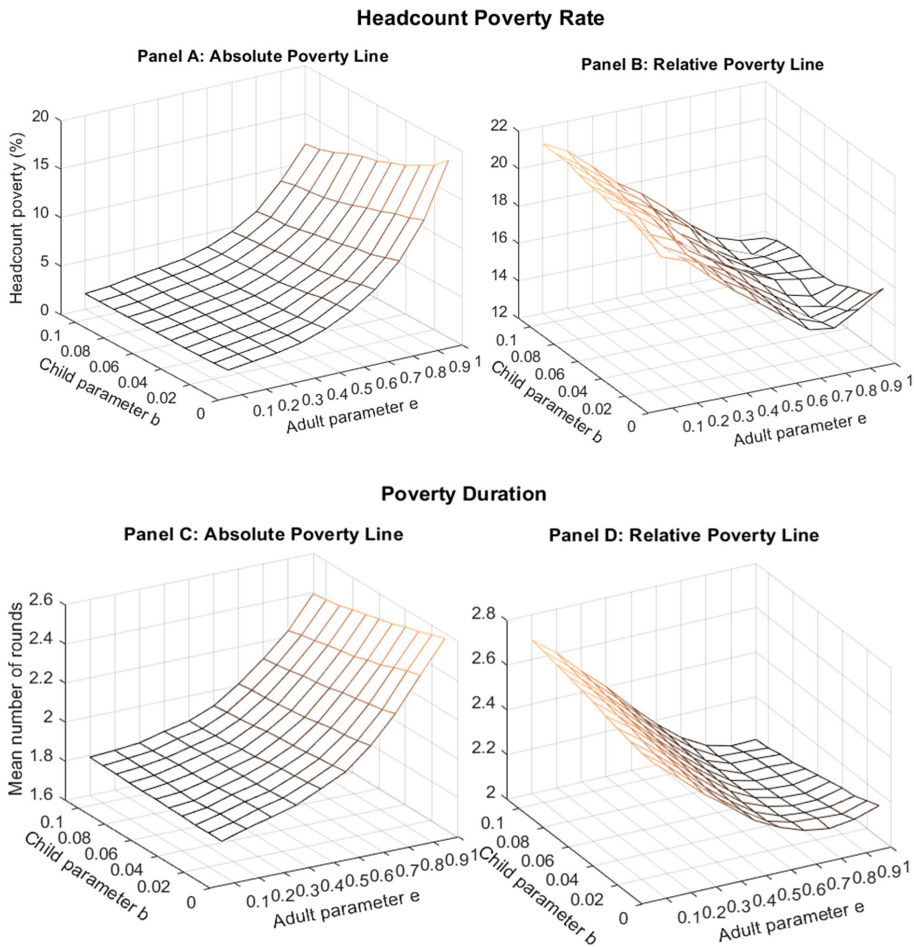 Headcount Poverty Rate
Panel A: Absolute Poverty Line
Headcount poverty (%)
20
15
10
5
0
0.1
0.08
0.06
0.04
0.02
0
Child parameter b
0.1 0.2 0.3 0.4 0.5 0.6 0.7 0.8 0.9 1
Adult parameter e
Panel B: Relative Poverty Line
22
20
18
16
14
12
0.1
0.08
0.06
0.04
0.02
0
Child parameter b
0.1 0.2 0.3 0.4 0.5 0.6 0.7 0.8 0.9 1
Adult parameter e
Poverty Duration
Panel C: Absolute Poverty Line
Mean number of rounds
2.6
2.4
2.2
2
1.8
1.6
0.1
0.08
0.06
0.04
0.02
0
Child parameter b
0.1 0.2 0.3 0.4 0.5 0.6 0.7 0.8 0.9 1
Adult parameter e
Panel D: Relative Poverty Line
2.8
2.6
2.4
2.2
2
0.1
0.08
0.06
0.04
0.02
0
Child parameter b
0.1 0.2 0.3 0.4 0.5 0.6 0.7 0.8 0.9 1
Adult parameter e